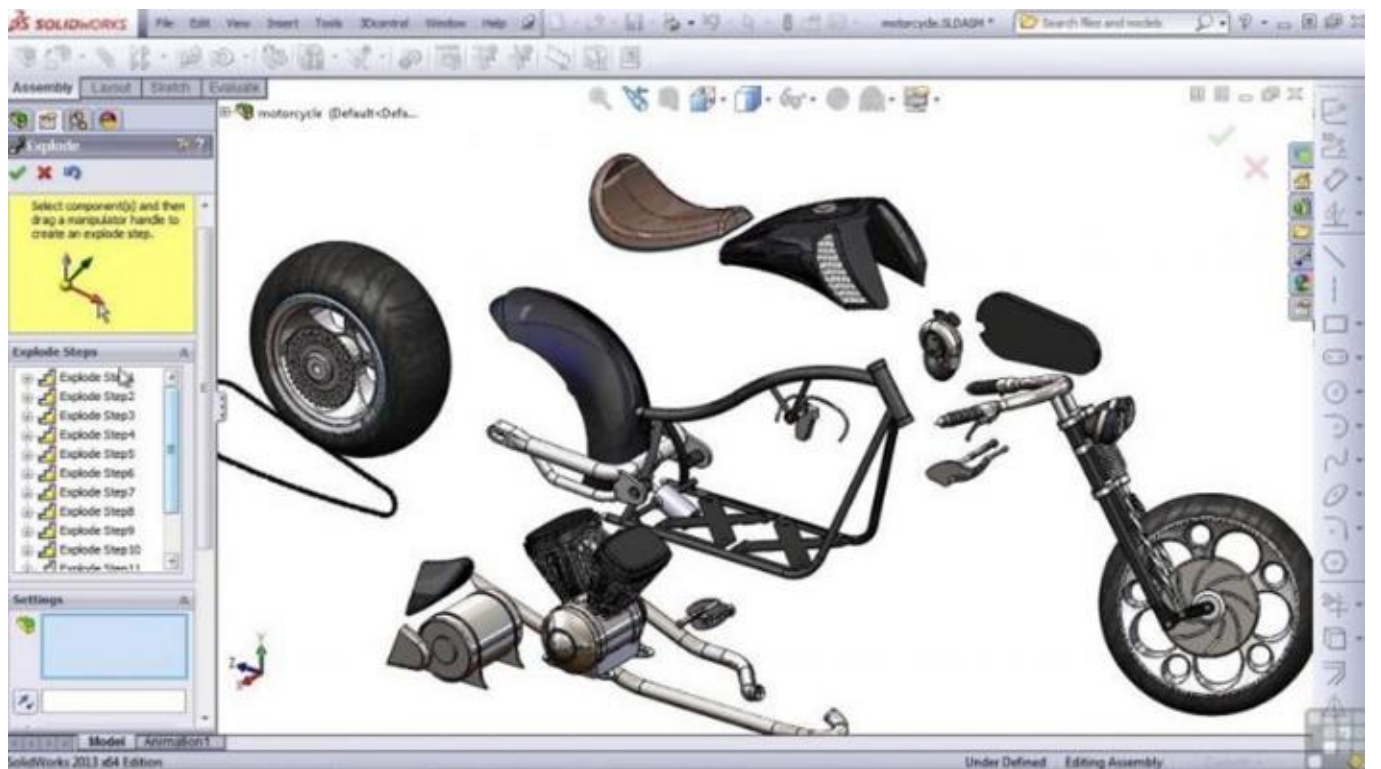 SOLIDWORKS File Edit View Insert Tools 3Dcontrol Window Help motorcycle.SLDASM * Search files and models
Assembly Layout Sketch Evaluate
motorcycle (Default<Defa...
Explode
Select component(s) and then
drag a manipulator handle to
create an explode step.
Explode Steps
Explode Step2
Explode Step3
Explode Step4
Explode Step5
Explode Step6
Explode Step7
Explode Step8
Explode Step9
Explode Step10
Explode Step11
Settings
Y
Z
X
Model Animation1
SolidWorks 2013 x64 Edition Under Defined Editing Assembly